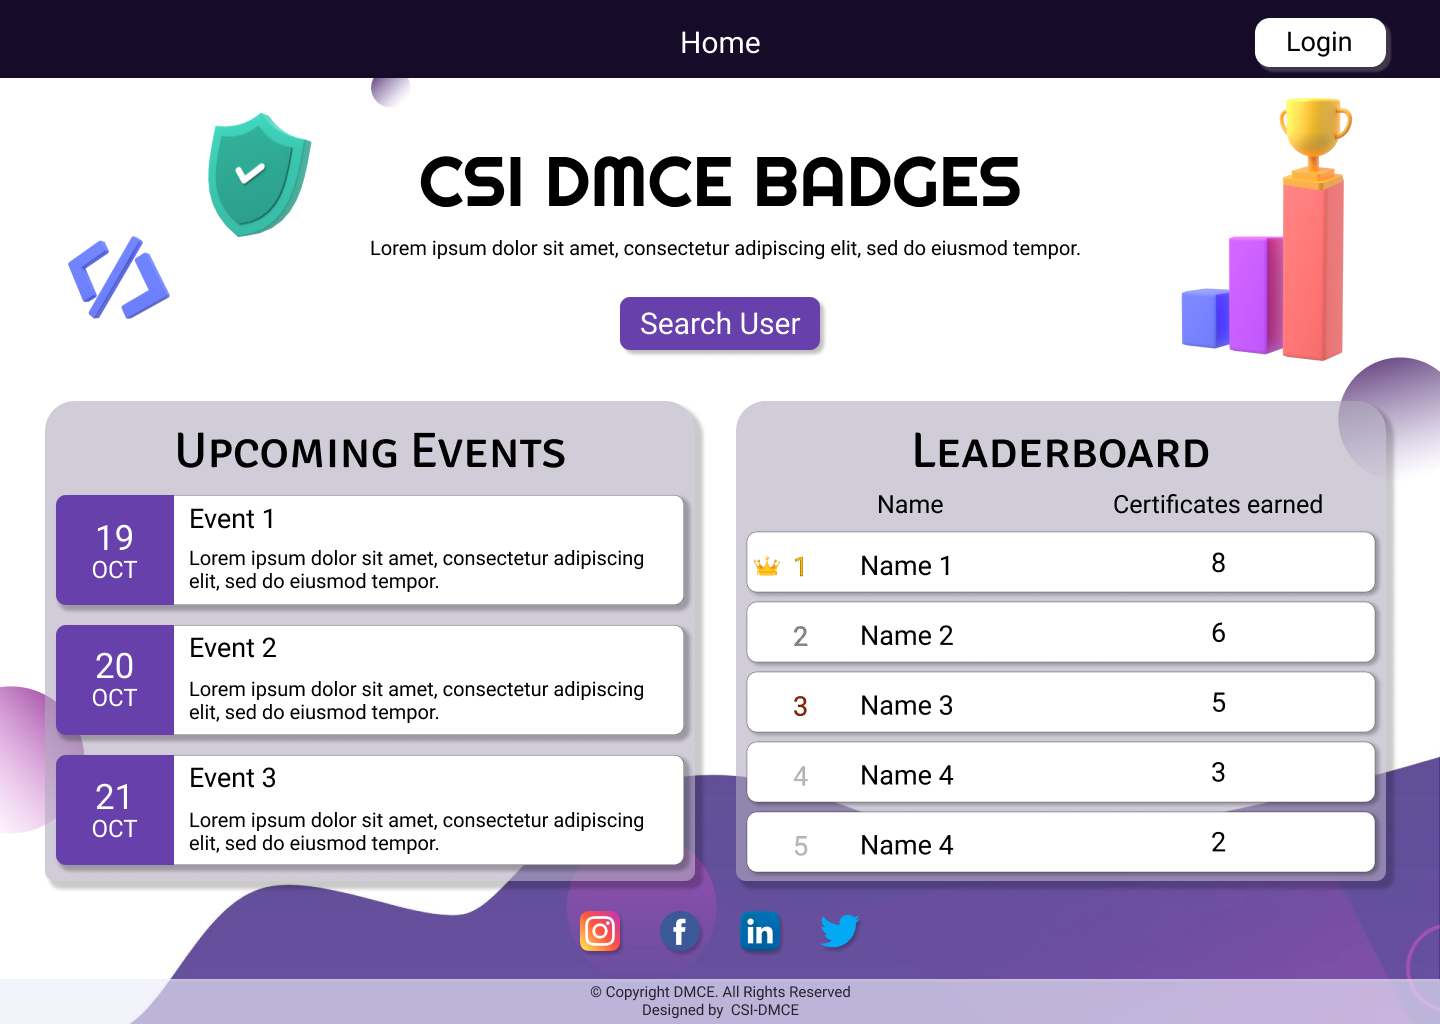 Home
Login
CSI DMCE BADGES
Lorem ipsum dolor sit amet, consectetur adipiscing elit, sed do eiusmod tempor.
Search User
Upcoming Events
19
OCT
Event 1
Lorem ipsum dolor sit amet, consectetur adipiscing
elit, sed do eiusmod tempor.
20
OCT
Event 2
Lorem ipsum dolor sit amet, consectetur adipiscing
elit, sed do eiusmod tempor.
21
OCT
Event 3
Lorem ipsum dolor sit amet, consectetur adipiscing
elit, sed do eiusmod tempor.
Leaderboard
Name Certificates earned
1 Name 1 8
2 Name 2 6
3 Name 3 5
4 Name 4 3
5 Name 4 2
f in
© Copyright DMCE. All Rights Reserved
Designed by CSI-DMCE